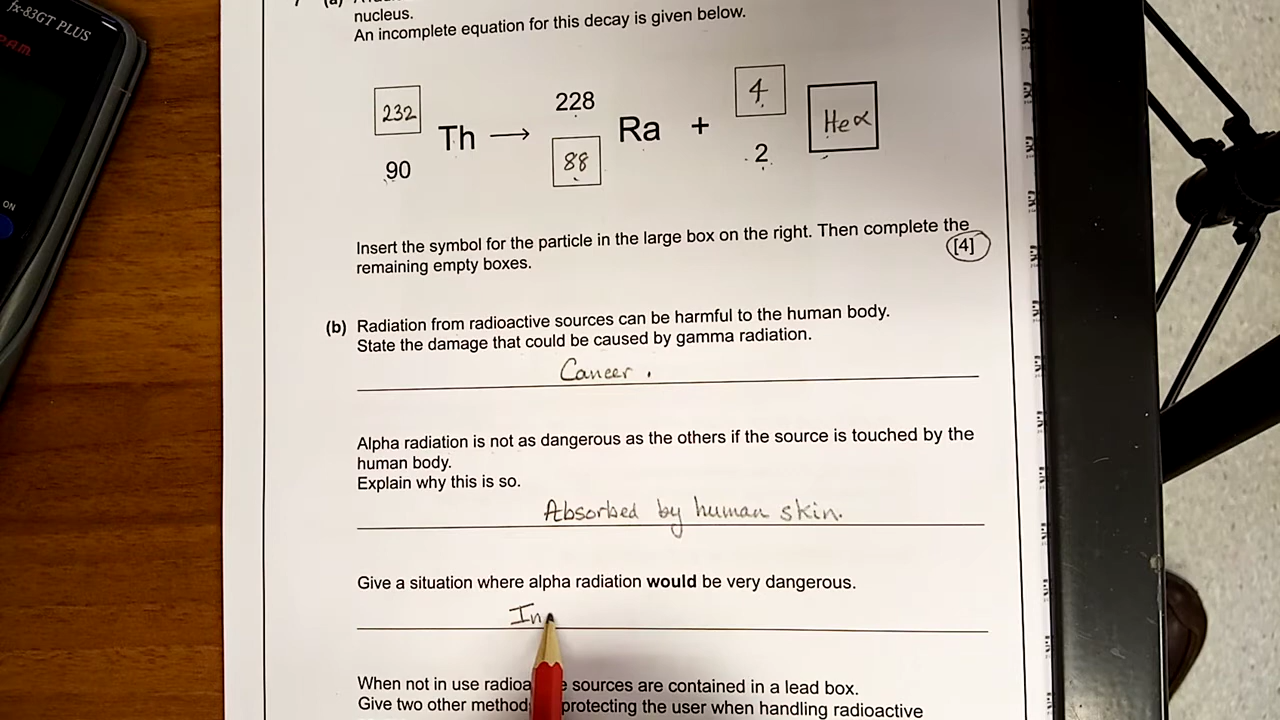 fx-83GT PLUS
ON
(a)
nucleus.
An incomplete equation for this decay is given below.
232 Th → 228 Ra + 4 He α
90 88 2
Insert the symbol for the particle in the large box on the right. Then complete the
remaining empty boxes. [4]
(b) Radiation from radioactive sources can be harmful to the human body.
State the damage that could be caused by gamma radiation.
Cancer.
Alpha radiation is not as dangerous as the others if the source is touched by the
human body.
Explain why this is so.
Absorbed by human skin.
Give a situation where alpha radiation would be very dangerous.
In
When not in use sources are contained in a lead box.
Give two other protecting the user when handling radioactive